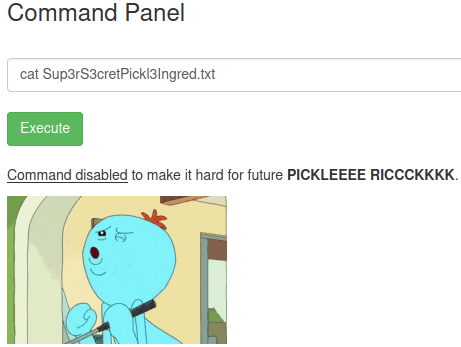 Command Panel
cat Sup3rS3cretPickl3Ingred.txt
Execute
Command disabled to make it hard for future PICKLEEEE RICCCKKKK.